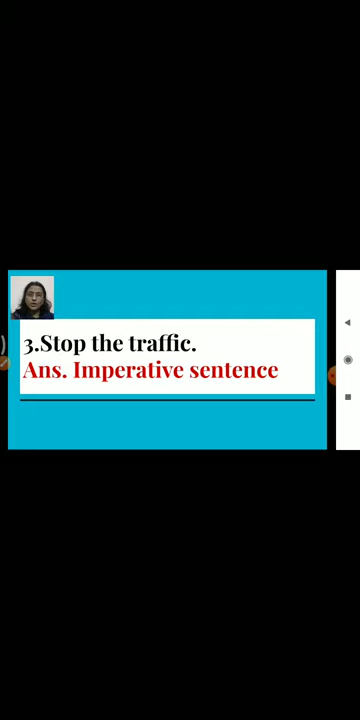 3.Stop the traffic.
Ans. Imperative sentence